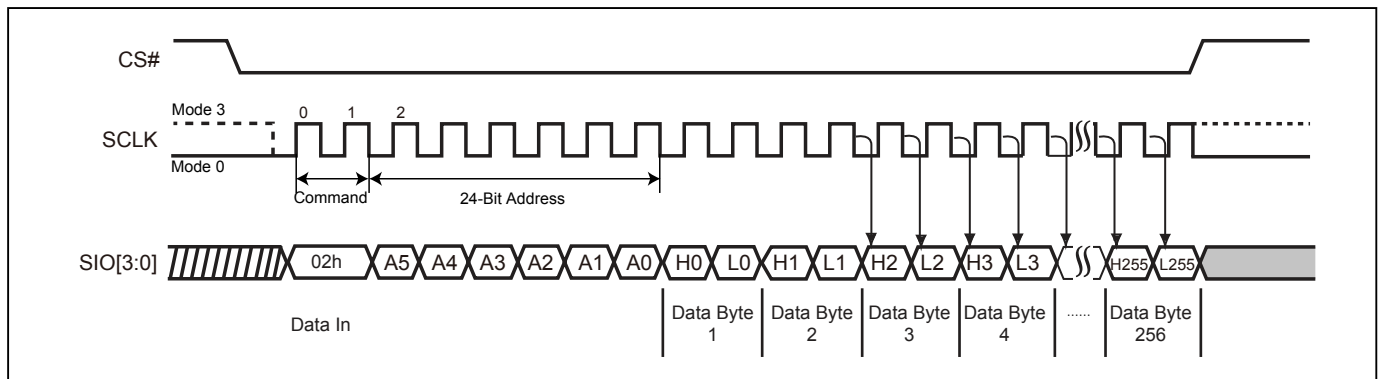 CS#
Mode 3
0 1 2
SCLK
Mode 0
Command
24-Bit Address
SIO[3:0]
02h A5 A4 A3 A2 A1 A0 H0 L0 H1 L1 H2 L2 H3 L3 H255 L255
Data In
Data Byte 1
Data Byte 2
Data Byte 3
Data Byte 4
......
Data Byte 256